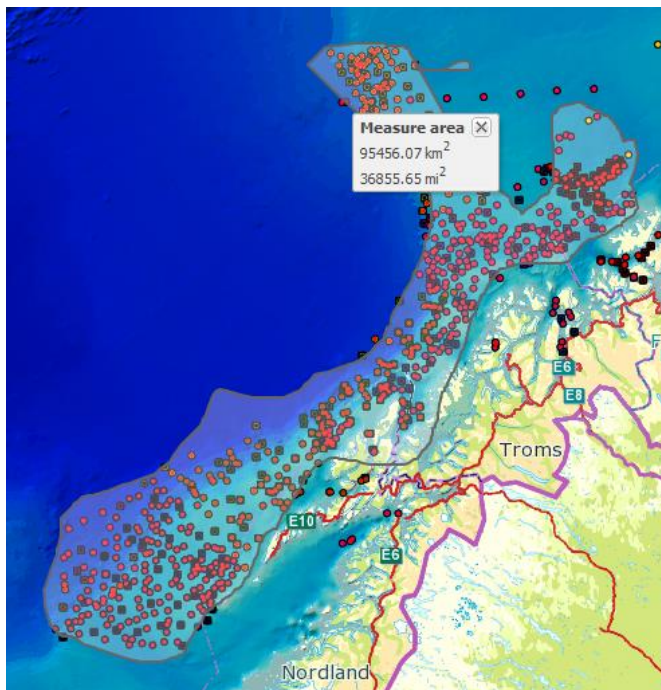 Measure area
95456.07 km²
36855.65 mi²
E6
E8
Troms
E10
E6
Nordland